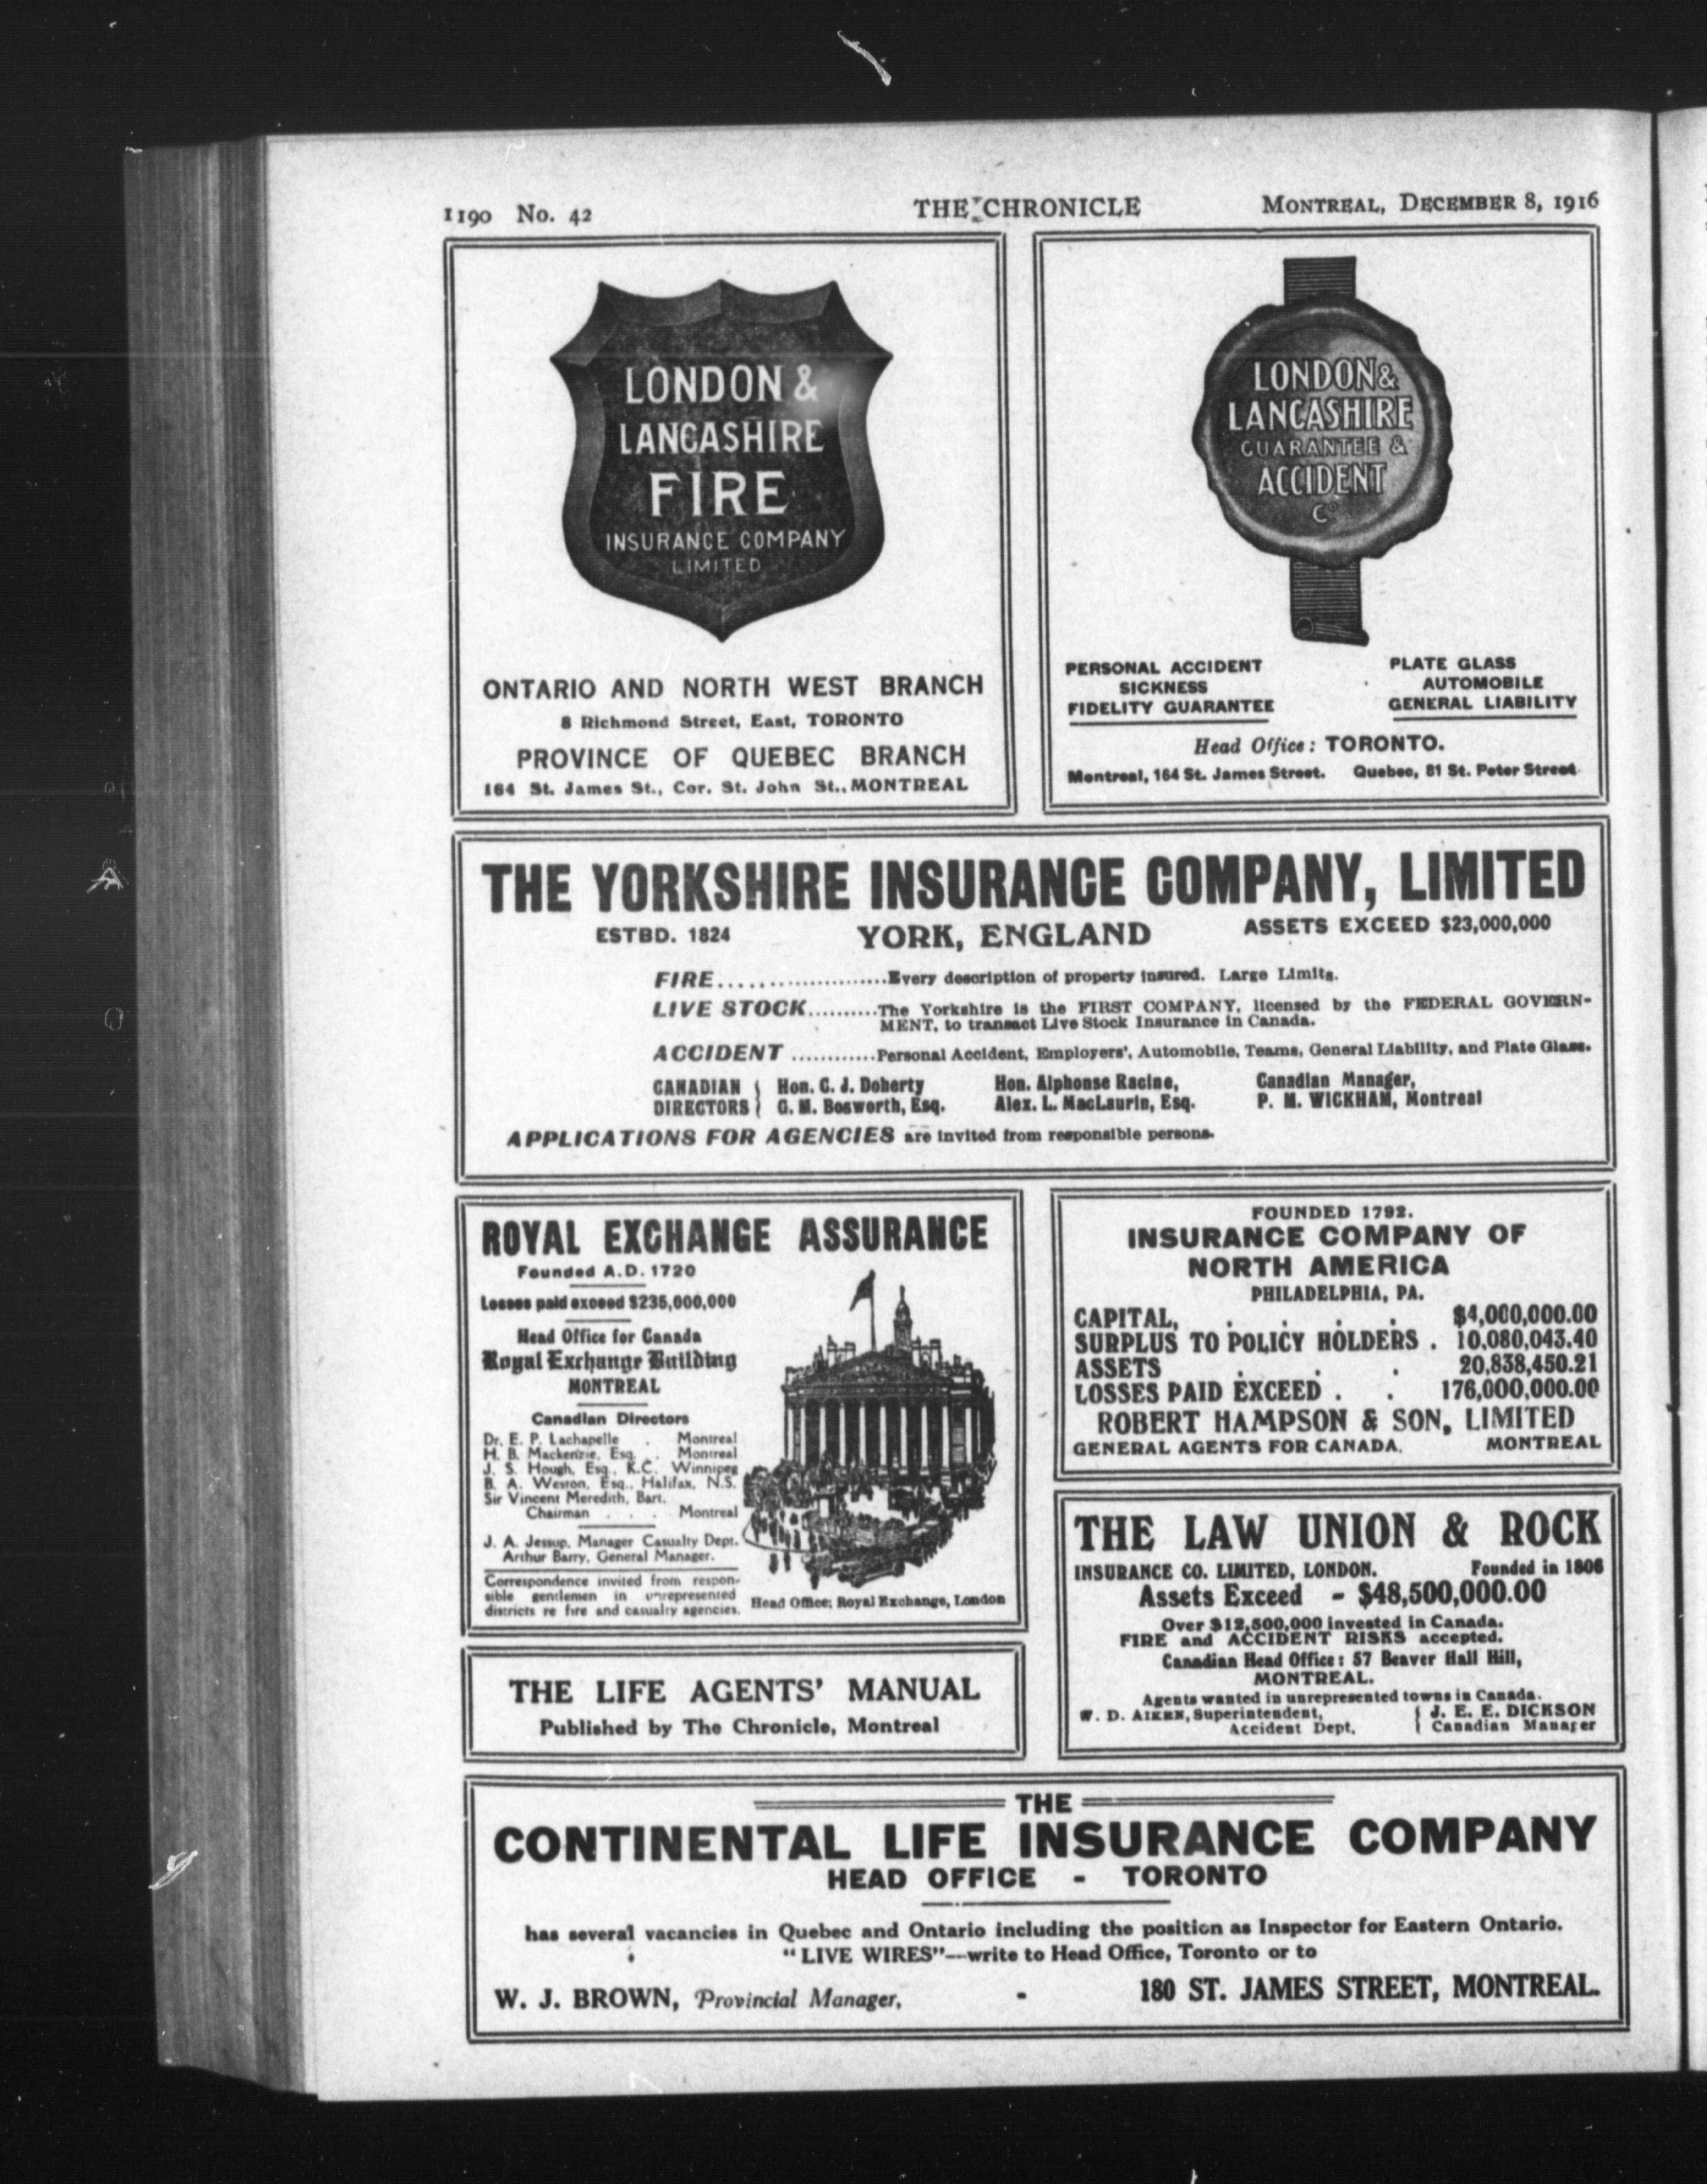 1190 No. 42 THE CHRONICLE MONTREAL, DECEMBER 8, 1916
LONDON &
LANCASHIRE
FIRE
INSURANCE COMPANY
LIMITED
ONTARIO AND NORTH WEST BRANCH
8 Richmond Street, East, TORONTO
PROVINCE OF QUEBEC BRANCH
164 St. James St., Cor. St. John St., MONTREAL
LONDON &
LANCASHIRE
GUARANTEE &
ACCIDENT
Co
PERSONAL ACCIDENT
SICKNESS
FIDELITY GUARANTEE
PLATE GLASS
AUTOMOBILE
GENERAL LIABILITY
Head Office: TORONTO.
Montreal, 164 St. James Street. Quebec, 81 St. Peter Street
THE YORKSHIRE INSURANCE COMPANY, LIMITED
ESTBD. 1824 YORK, ENGLAND ASSETS EXCEED $23,000,000
FIRE.....................Every description of property insured. Large Limits.
LIVE STOCK..........The Yorkshire is the FIRST COMPANY, licensed by the FEDERAL GOVERN-
MENT, to transact Live Stock Insurance in Canada.
ACCIDENT ............Personal Accident, Employers', Automobile, Teams, General Liability, and Plate Glass.
CANADIAN { Hon. C. J. Doherty Hon. Alphonse Racine, Canadian Manager,
DIRECTORS { G. M. Bosworth, Esq. Alex. L. MacLaurin, Esq. P. M. WICKHAM, Montreal
APPLICATIONS FOR AGENCIES are invited from responsible persons.
ROYAL EXCHANGE ASSURANCE
Founded A.D. 1720
Losses paid exceed $235,000,000
Head Office for Canada
Royal Exchange Building
MONTREAL
Canadian Directors
Dr. E. P. Lachapelle . Montreal
H. B. Mackenzie, Esq. . Montreal
J. S. Hough, Esq., K.C. Winnipeg
B. A. Weston, Esq., Halifax, N.S.
Sir Vincent Meredith, Bart.
Chairman . . . Montreal
J. A. Jessup, Manager Casualty Dept.
Arthur Barry, General Manager.
Correspondence invited from respon-
sible gentlemen in unrepresented
districts re fire and casualty agencies.
Head Office; Royal Exchange, London
FOUNDED 1792.
INSURANCE COMPANY OF
NORTH AMERICA
PHILADELPHIA, PA.
CAPITAL, . . . . $4,000,000.00
SURPLUS TO POLICY HOLDERS . 10,080,043.40
ASSETS . . . 20,838,450.21
LOSSES PAID EXCEED . . 176,000,000.00
ROBERT HAMPSON & SON, LIMITED
GENERAL AGENTS FOR CANADA. MONTREAL
THE LAW UNION & ROCK
INSURANCE CO. LIMITED, LONDON. Founded in 1806
Assets Exceed - $48,500,000.00
Over $12,500,000 invested in Canada.
FIRE and ACCIDENT RISKS accepted.
Canadian Head Office: 57 Beaver Hall Hill,
MONTREAL.
Agents wanted in unrepresented towns in Canada.
W. D. AIKEN, Superintendent, { J. E. E. DICKSON
Accident Dept. { Canadian Manager
THE LIFE AGENTS' MANUAL
Published by The Chronicle, Montreal
THE
CONTINENTAL LIFE INSURANCE COMPANY
HEAD OFFICE - TORONTO
has several vacancies in Quebec and Ontario including the position as Inspector for Eastern Ontario.
"LIVE WIRES"—write to Head Office, Toronto or to
W. J. BROWN, Provincial Manager, - 180 ST. JAMES STREET, MONTREAL.